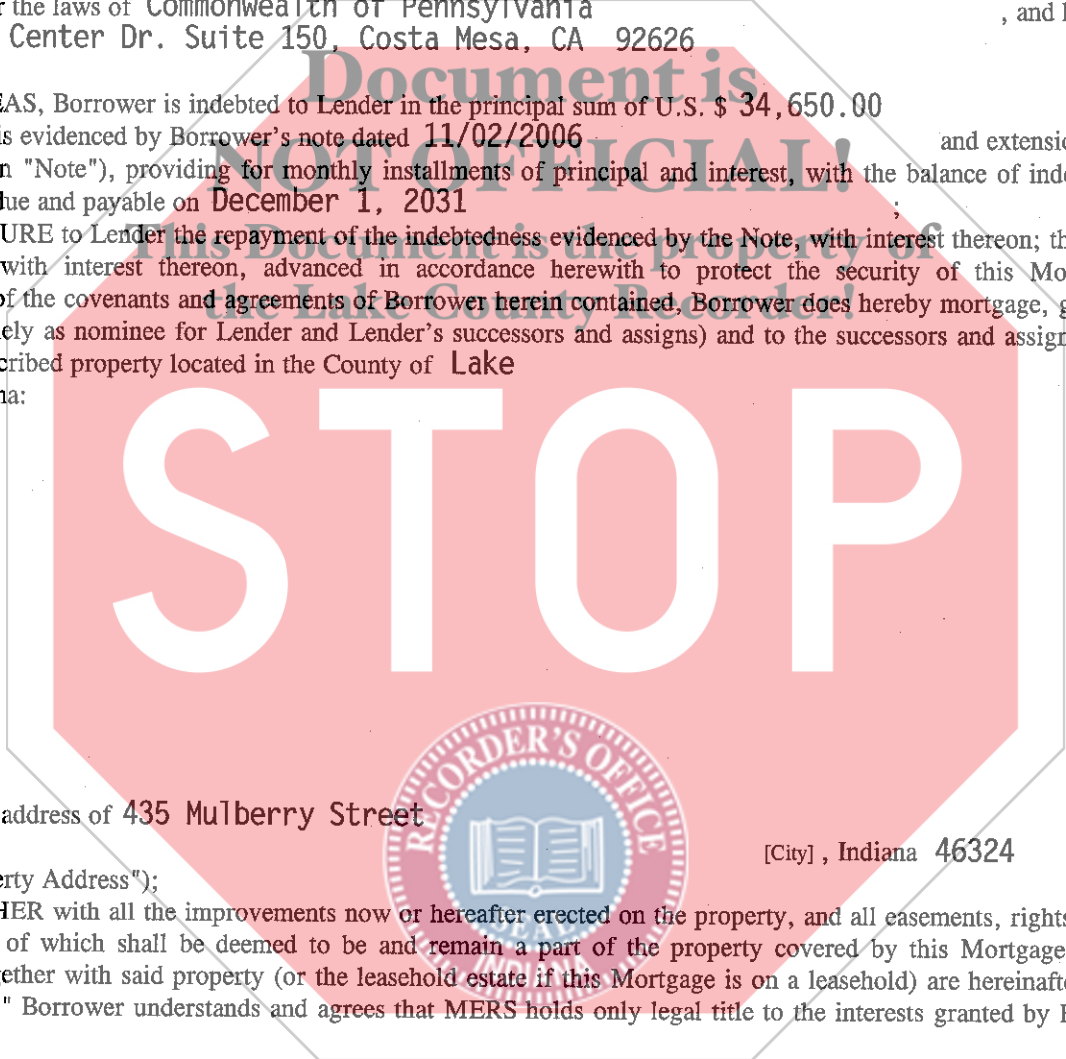 the laws of Commonwealth of Pennsylvania , and
Center Dr. Suite 150, Costa Mesa, CA 92626
Document is
EAS, Borrower is indebted to Lender in the principal sum of U.S. $ 34,650.00
is evidenced by Borrower's note dated 11/02/2006 and extensi
NOT OFFICIAL!
n "Note"), providing for monthly installments of principal and interest, with the balance of inde
lue and payable on December 1, 2031 ;
This Document is the property of
URE to Lender the repayment of the indebtedness evidenced by the Note, with interest thereon; th
with interest thereon, advanced in accordance herewith to protect the security of this Mo
the Lake County Recorder!
of the covenants and agreements of Borrower herein contained, Borrower does hereby mortgage, g
ely as nominee for Lender and Lender's successors and assigns) and to the successors and assign
cribed property located in the County of Lake
na:
STOP
RECORDER'S OFFICE
SEAL
INDIANA
address of 435 Mulberry Street
[City] , Indiana 46324
erty Address");
HER with all the improvements now or hereafter erected on the property, and all easements, rights
of which shall be deemed to be and remain a part of the property covered by this Mortgage
ether with said property (or the leasehold estate if this Mortgage is on a leasehold) are hereinafte
" Borrower understands and agrees that MERS holds only legal title to the interests granted by